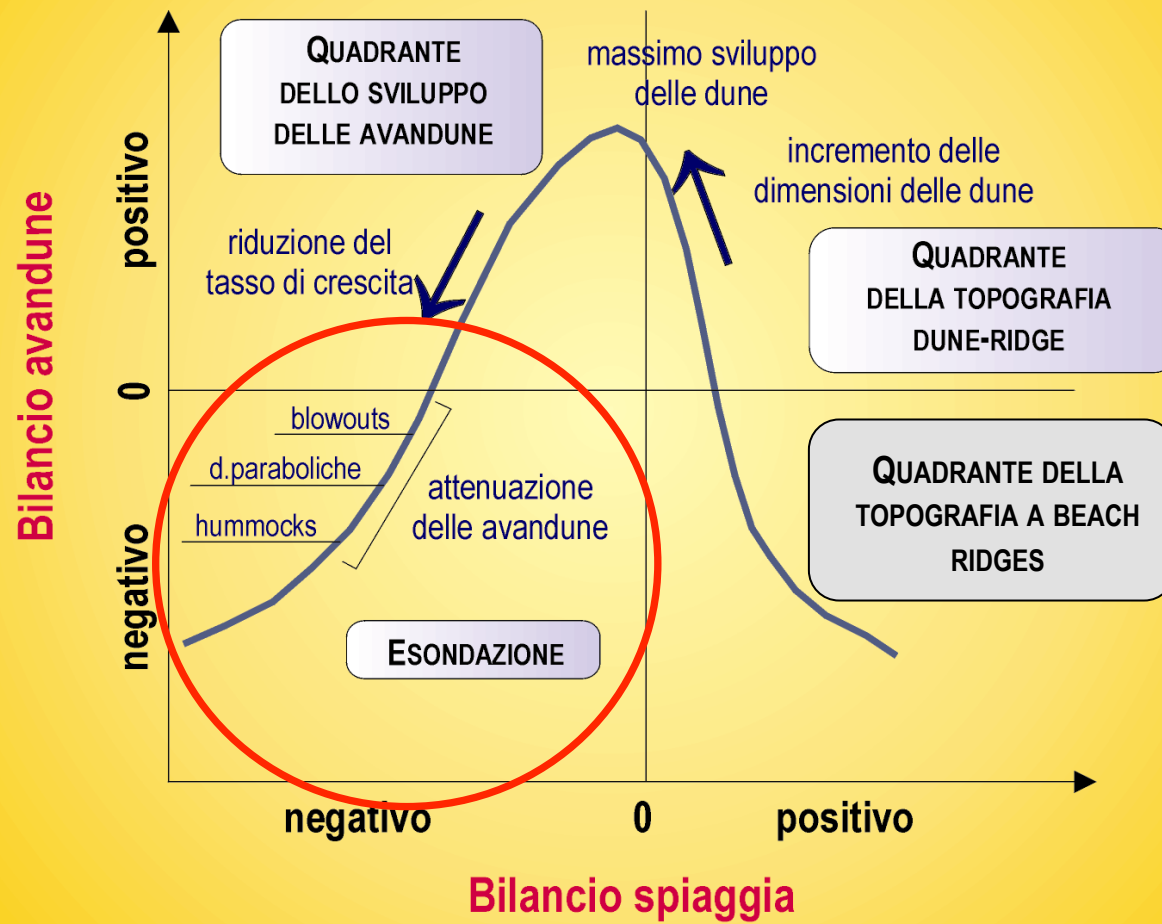 QUADRANTE
DELLO SVILUPPO
DELLE AVANDUNE
massimo sviluppo
delle dune
incremento delle
dimensioni delle dune
riduzione del
tasso di crescita
QUADRANTE
DELLA TOPOGRAFIA
DUNE-RIDGE
Bilancio avandune
positivo
0
negativo
blowouts
d.paraboliche
hummocks
attenuazione
delle avandune
QUADRANTE DELLA
TOPOGRAFIA A BEACH
RIDGES
ESONDAZIONE
negativo
0
positivo
Bilancio spiaggia